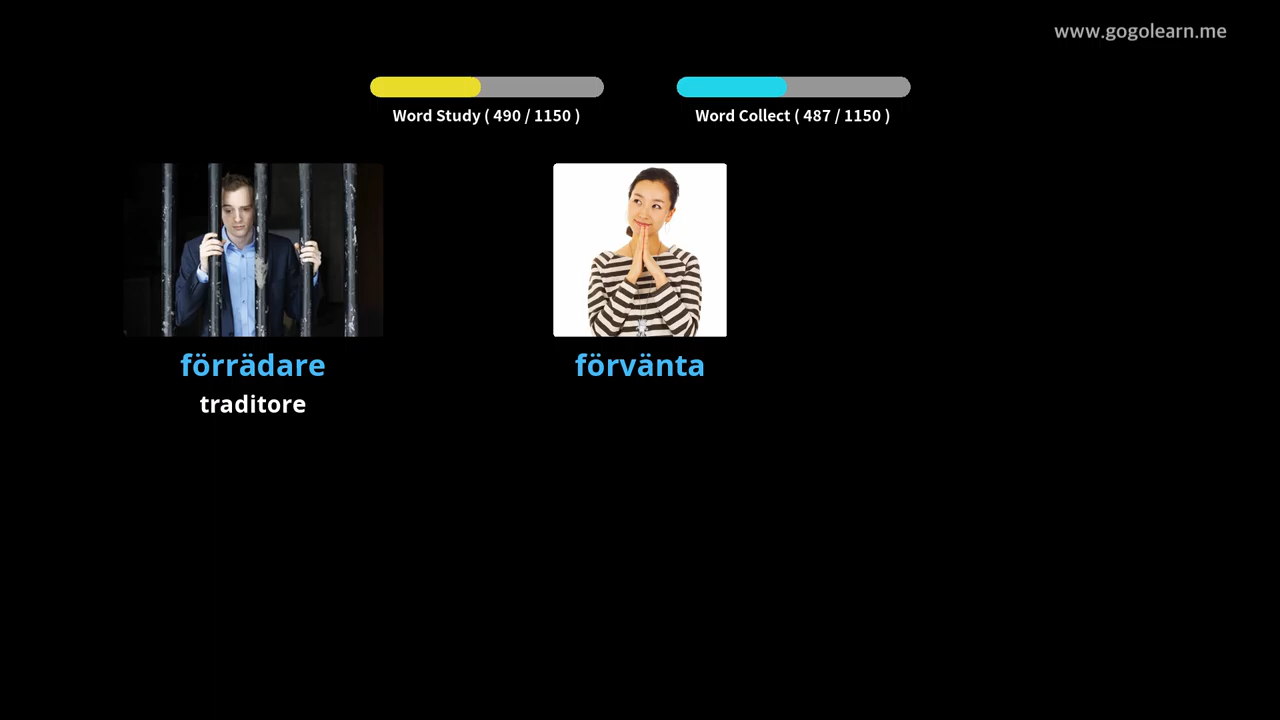 www.gogolearn.me
Word Study ( 490 / 1150 )
Word Collect ( 487 / 1150 )
förrädare
traditore
förvänta